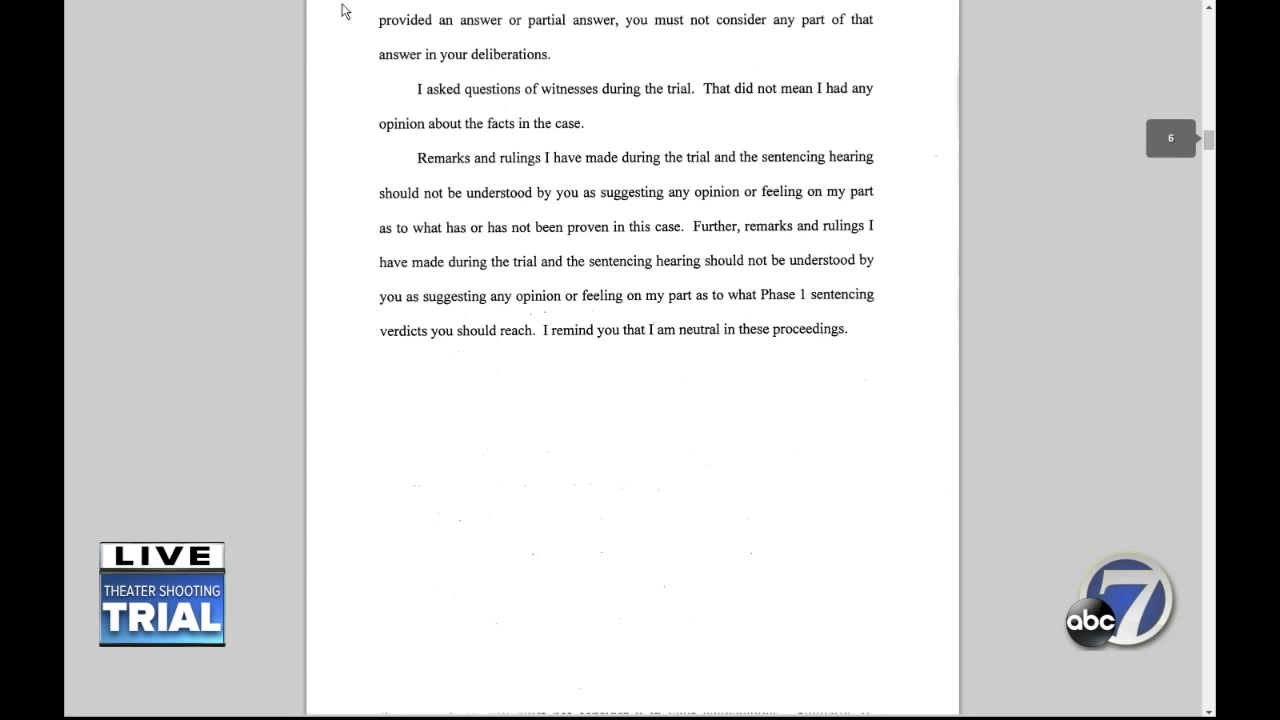 provided an answer or partial answer, you must not consider any part of that
answer in your deliberations.
I asked questions of witnesses during the trial. That did not mean I had any
opinion about the facts in the case.
Remarks and rulings I have made during the trial and the sentencing hearing
should not be understood by you as suggesting any opinion or feeling on my part
as to what has or has not been proven in this case. Further, remarks and rulings I
have made during the trial and the sentencing hearing should not be understood by
you as suggesting any opinion or feeling on my part as to what Phase 1 sentencing
verdicts you should reach. I remind you that I am neutral in these proceedings.
6
LIVE
THEATER SHOOTING
TRIAL
abc 7